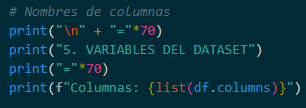 # Nombres de columnas
print("\n" + "="*70)
print("5. VARIABLES DEL DATASET")
print("="*70)
print(f"Columnas: {list(df.columns)}")